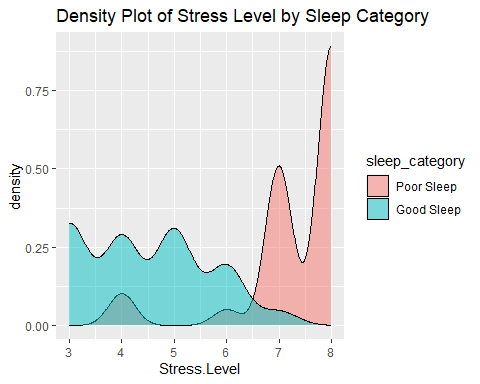 Density Plot of Stress Level by Sleep Category
density
0.75
0.50
0.25
0.00
3 4 5 6 7 8
Stress.Level
sleep_category
Poor Sleep
Good Sleep